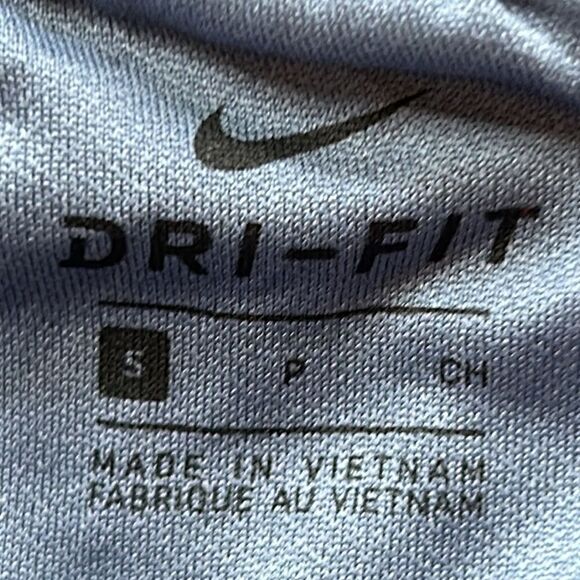 DRI-FIT
S P CH
MADE IN VIETNAM
FABRIQUE AU VIETNAM